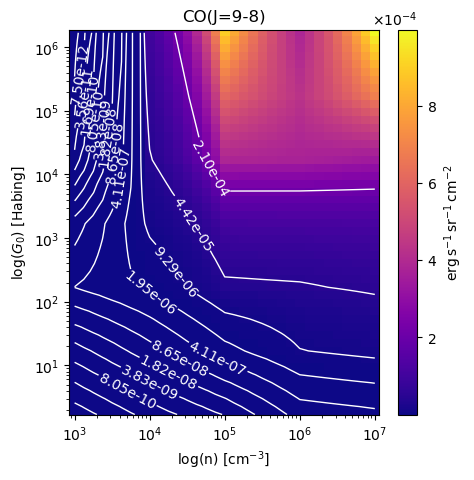 CO(J=9-8)
×10⁻⁴
10⁶
10⁵
10⁴
10³
10²
10¹
log(G₀) [Habing]
10³
10⁴
10⁵
10⁶
10⁷
log(n) [cm⁻³]
8.05e-10
8.65e-08
4.11e-07
2.10e-04
4.42e-05
9.29e-06
1.95e-06
4.11e-07
8.65e-08
1.82e-08
3.83e-09
8.05e-10
8
6
4
2
erg s⁻¹ sr⁻¹ cm⁻²